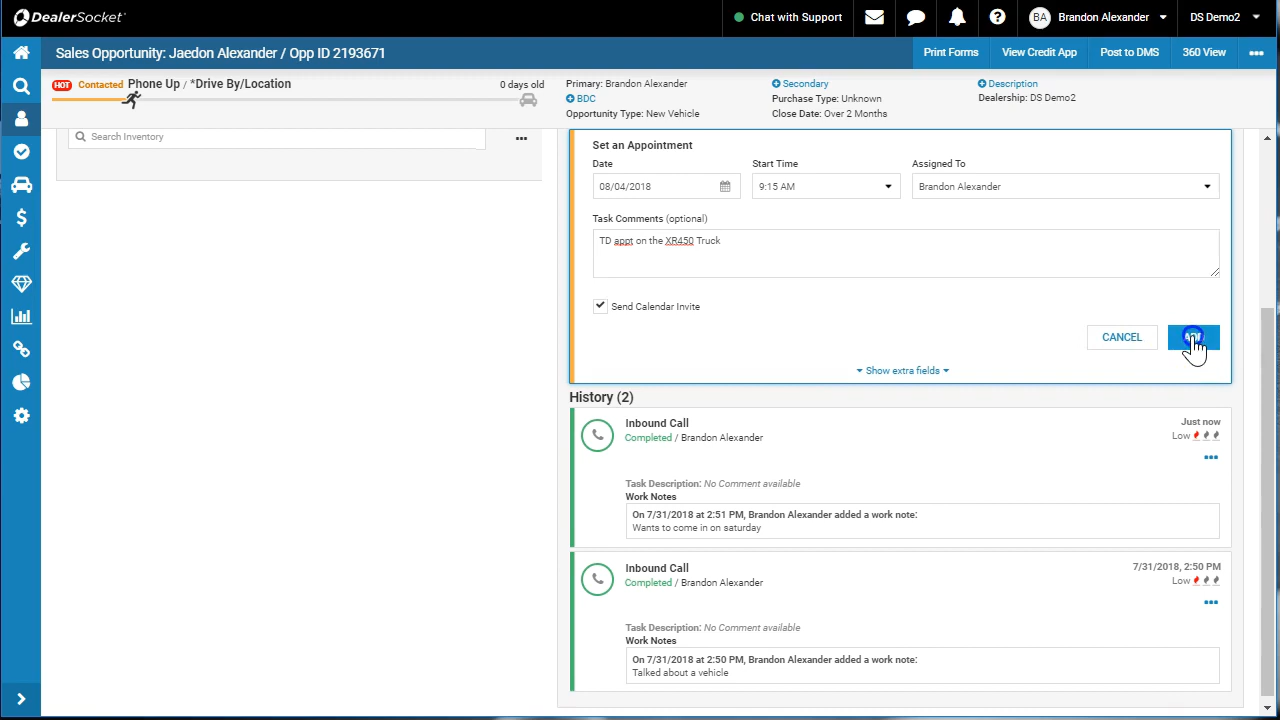 DealerSocket
Chat with Support
BA Brandon Alexander
DS Demo2
Sales Opportunity: Jaedon Alexander / Opp ID 2193671
Print Forms
View Credit App
Post to DMS
360 View
HOT Contacted Phone Up / *Drive By/Location
0 days old
Primary: Brandon Alexander
BDC
Opportunity Type: New Vehicle
Secondary
Purchase Type: Unknown
Close Date: Over 2 Months
Description
Dealership: DS Demo2
Search Inventory
Set an Appointment
Date
Start Time
Assigned To
08/04/2018
9:15 AM
Brandon Alexander
Task Comments (optional)
TD appt on the XR450 Truck
Send Calendar Invite
CANCEL
Show extra fields
History (2)
Inbound Call
Just now
Completed / Brandon Alexander
Low
Task Description: No Comment available
Work Notes
On 7/31/2018 at 2:51 PM, Brandon Alexander added a work note:
Wants to come in on saturday
Inbound Call
7/31/2018, 2:50 PM
Completed / Brandon Alexander
Low
Task Description: No Comment available
Work Notes
On 7/31/2018 at 2:50 PM, Brandon Alexander added a work note:
Talked about a vehicle